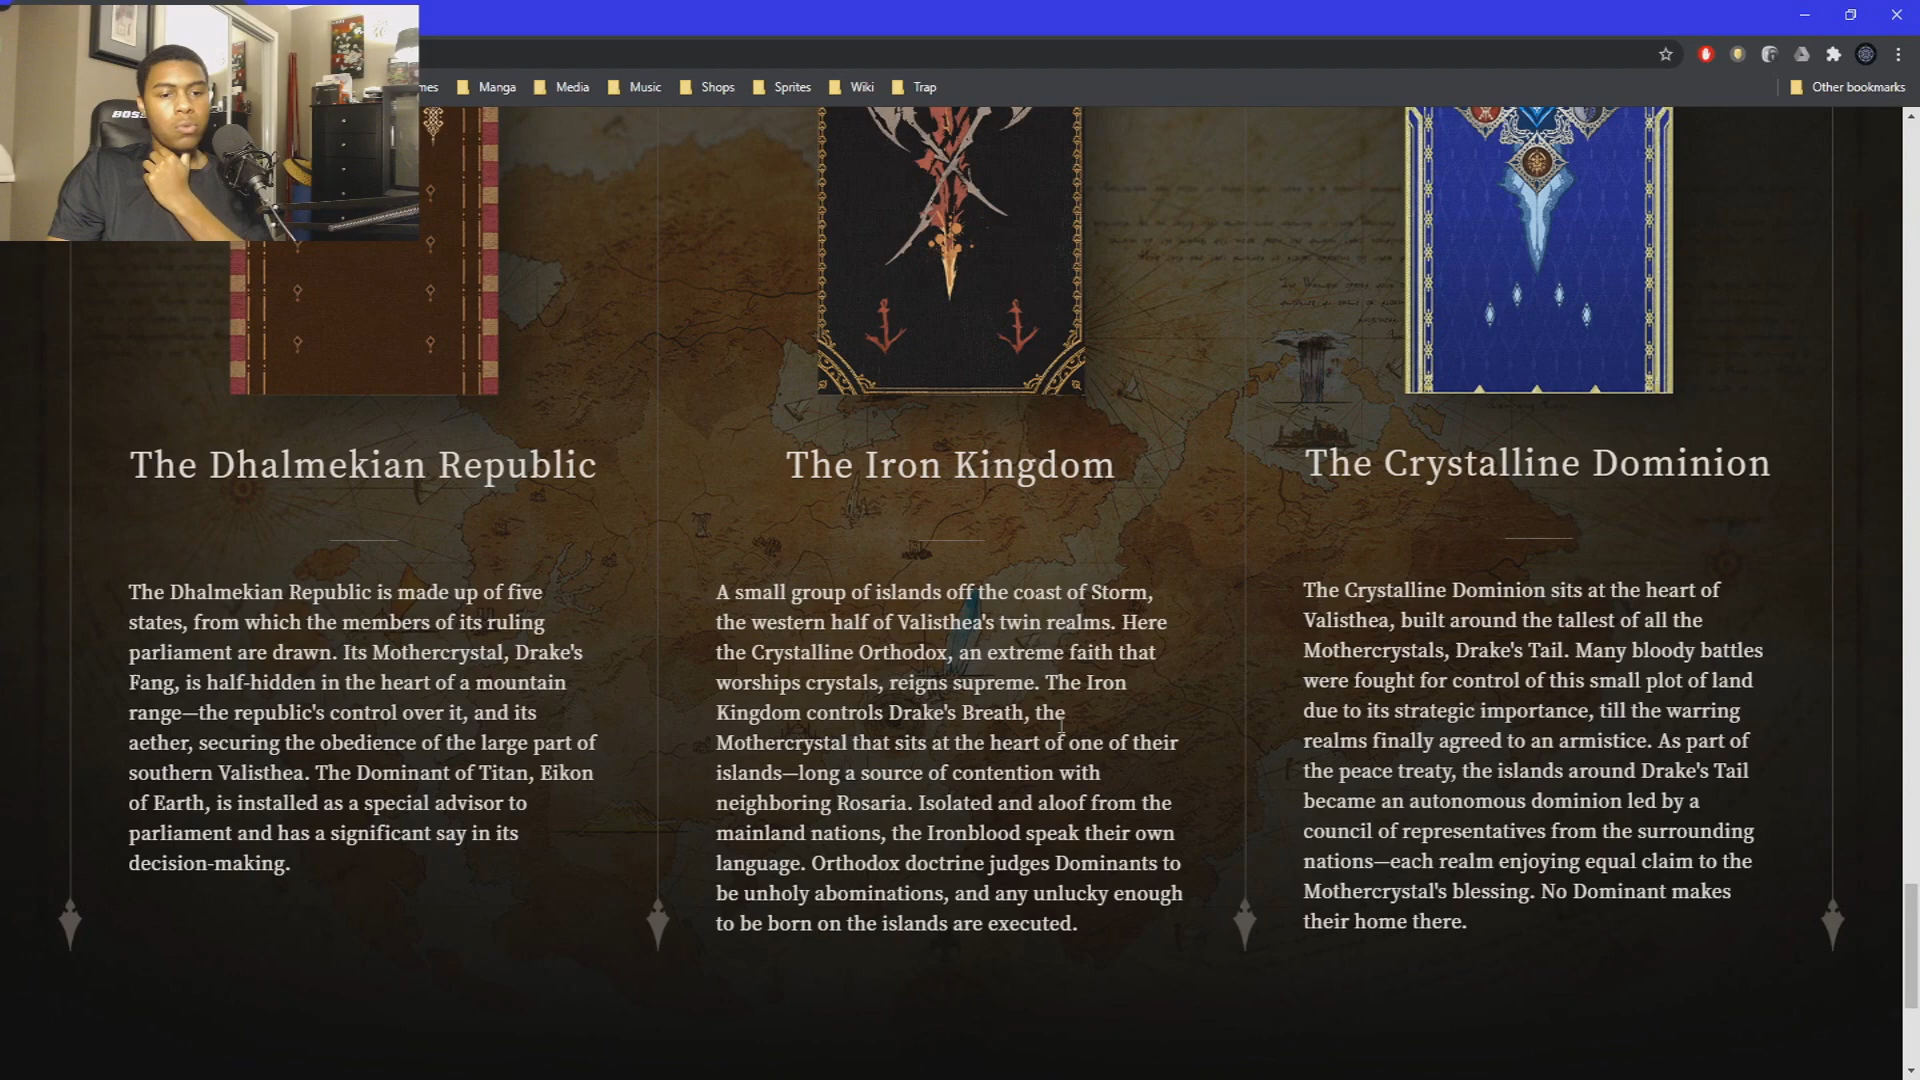 BOSS
mes
Manga
Media
Music
Shops
Sprites
Wiki
Trap
Other bookmarks
The Dhalmekian Republic
The Dhalmekian Republic is made up of five
states, from which the members of its ruling
parliament are drawn. Its Mothercrystal, Drake's
Fang, is half-hidden in the heart of a mountain
range—the republic's control over it, and its
aether, securing the obedience of the large part of
southern Valisthea. The Dominant of Titan, Eikon
of Earth, is installed as a special advisor to
parliament and has a significant say in its
decision-making.
The Iron Kingdom
A small group of islands off the coast of Storm,
the western half of Valisthea's twin realms. Here
the Crystalline Orthodox, an extreme faith that
worships crystals, reigns supreme. The Iron
Kingdom controls Drake's Breath, the
Mothercrystal that sits at the heart of one of their
islands—long a source of contention with
neighboring Rosaria. Isolated and aloof from the
mainland nations, the Ironblood speak their own
language. Orthodox doctrine judges Dominants to
be unholy abominations, and any unlucky enough
to be born on the islands are executed.
The Crystalline Dominion
The Crystalline Dominion sits at the heart of
Valisthea, built around the tallest of all the
Mothercrystals, Drake's Tail. Many bloody battles
were fought for control of this small plot of land
due to its strategic importance, till the warring
realms finally agreed to an armistice. As part of
the peace treaty, the islands around Drake's Tail
became an autonomous dominion led by a
council of representatives from the surrounding
nations—each realm enjoying equal claim to the
Mothercrystal's blessing. No Dominant makes
their home there.